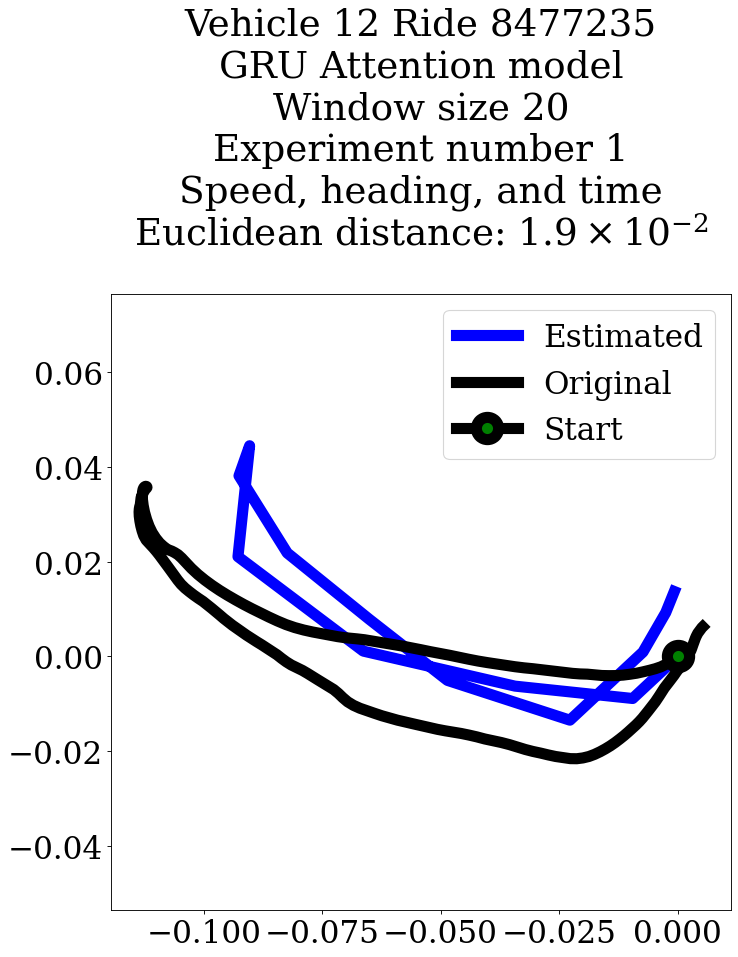 Vehicle 12 Ride 8477235
GRU Attention model
Window size 20
Experiment number 1
Speed, heading, and time
Euclidean distance: 1.9 × 10⁻²
Estimated
Original
Start
0.06
0.04
0.02
0.00
−0.02
−0.04
−0.100 −0.075 −0.050 −0.025 0.000